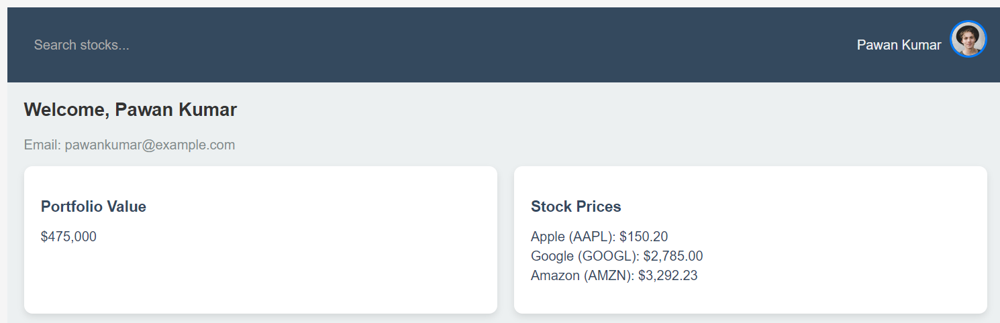 Search stocks...
Pawan Kumar
Welcome, Pawan Kumar
Email: pawankumar@example.com
Portfolio Value
$475,000
Stock Prices
Apple (AAPL): $150.20
Google (GOOGL): $2,785.00
Amazon (AMZN): $3,292.23